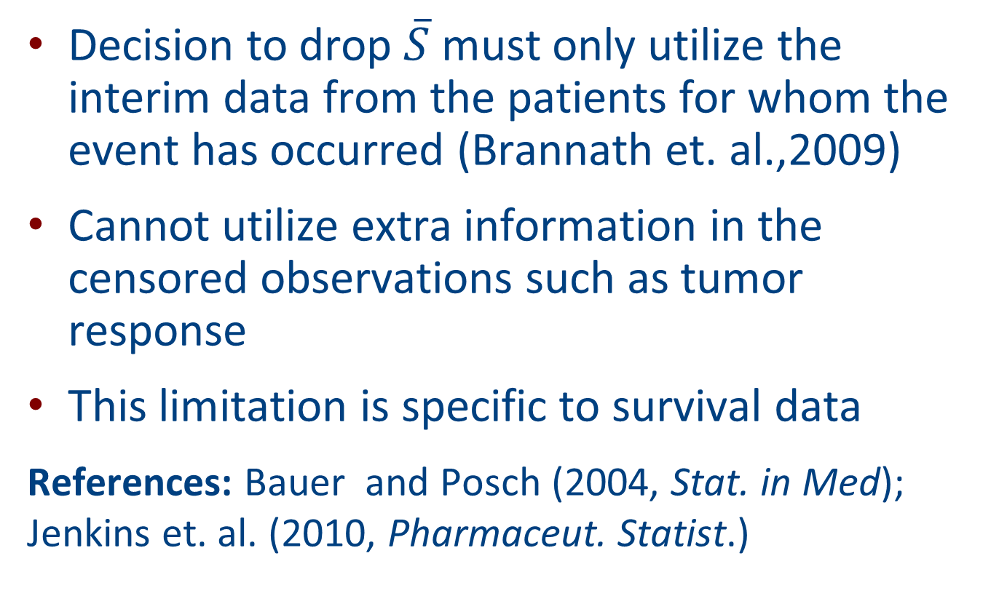 • Decision to drop S̄ must only utilize the
interim data from the patients for whom the
event has occurred (Brannath et. al.,2009)
• Cannot utilize extra information in the
censored observations such as tumor
response
• This limitation is specific to survival data
References: Bauer  and Posch (2004, Stat. in Med);
Jenkins et. al. (2010, Pharmaceut. Statist.)